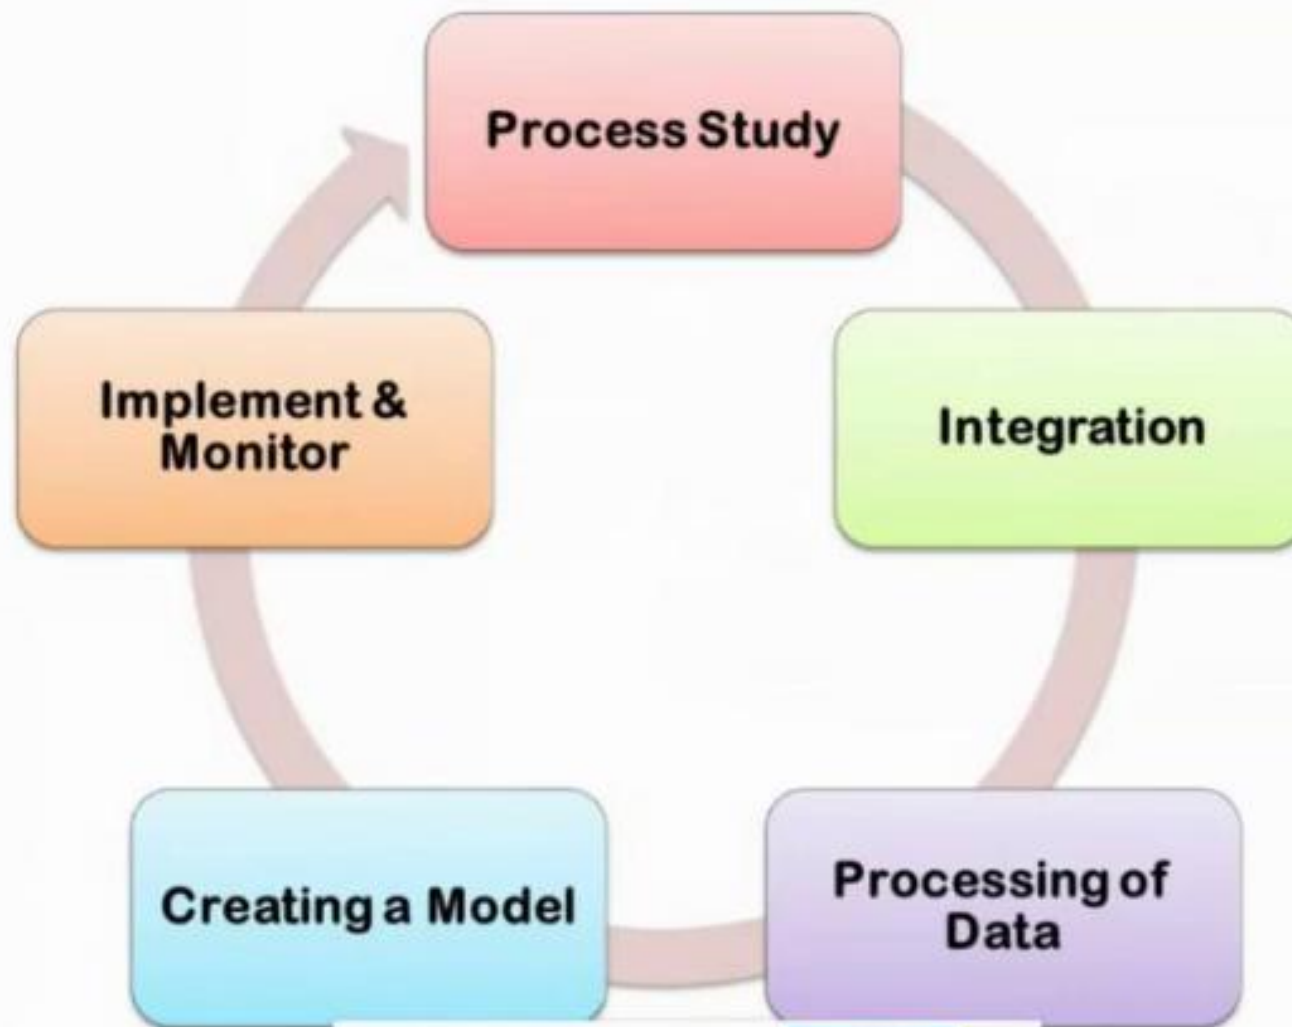 Process Study
Integration
Processing of
Data
Creating a Model
Implement &
Monitor